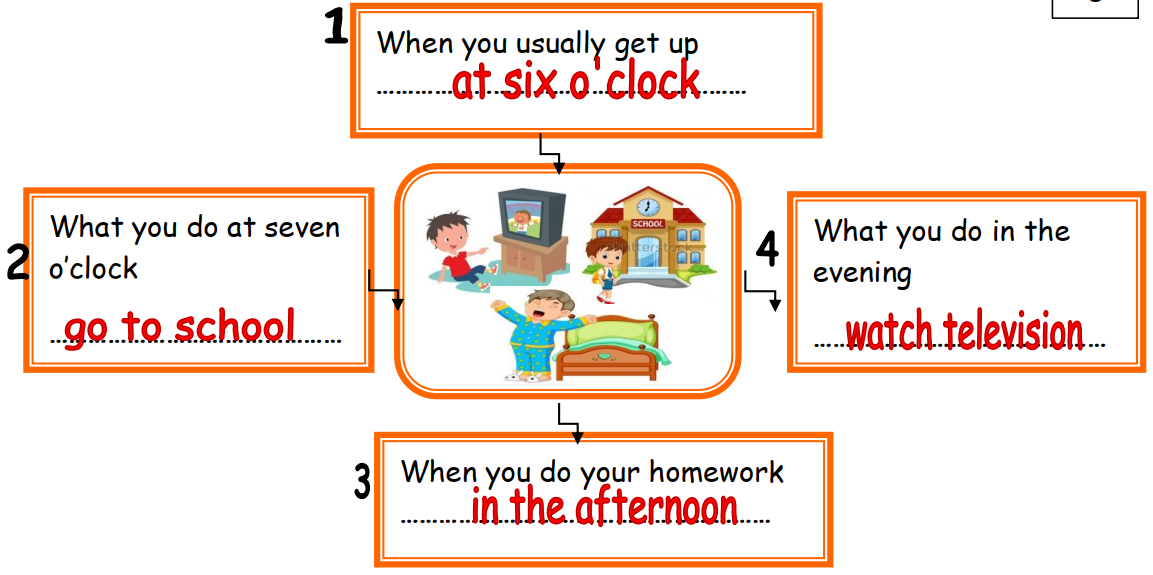 1
When you usually get up
at six o'clock
2
What you do at seven
o'clock
go to school
SCHOOL
shutterstock
4
What you do in the
evening
watch television
3
When you do your homework
in the afternoon